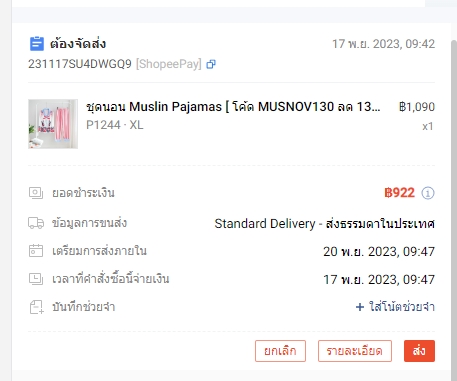 ต้องจัดส่ง 17 พ.ย. 2023, 09:42
231117SU4DWGQ9 [ShopeePay]
ชุดนอน Muslin Pajamas [ โค้ด MUSNOV130 ลด 13... ฿1,090
P1244 · XL x1
ยอดชำระเงิน ฿922
ข้อมูลการขนส่ง Standard Delivery - ส่งธรรมดาในประเทศ
เตรียมการส่งภายใน 20 พ.ย. 2023, 09:47
เวลาที่คำสั่งซื้อนี้จ่ายเงิน 17 พ.ย. 2023, 09:47
บันทึกช่วยจำ + ใส่โน้ตช่วยจำ
ยกเลิก รายละเอียด ส่ง